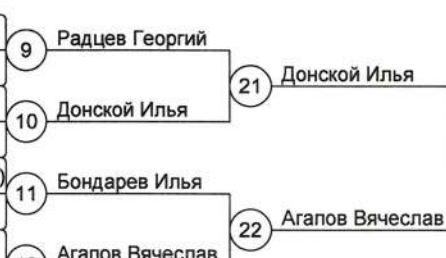 9 Радцев Георгий
21 Донской Илья
10 Донской Илья
11 Бондарев Илья
22 Агапов Вячеслав
Агапов Вячеслав